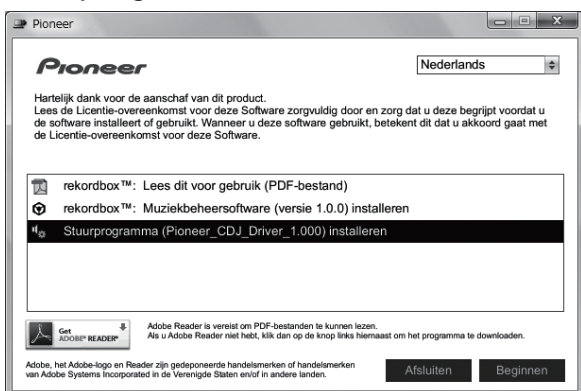 Pioneer
Pioneer
Nederlands
Hartelijk dank voor de aanschaf van dit product.
Lees de Licentie-overeenkomst voor deze Software zorgvuldig door en zorg dat u deze begrijpt voordat u
de software installeert of gebruikt. Wanneer u deze software gebruikt, betekent dit dat u akkoord gaat met
de Licentie-overeenkomst voor deze Software.
rekordbox™: Lees dit voor gebruik (PDF-bestand)
rekordbox™: Muziekbeheersoftware (versie 1.0.0) installeren
Stuurprogramma (Pioneer_CDJ_Driver_1.000) installeren
Get
ADOBE® READER®
Adobe Reader is vereist om PDF-bestanden te kunnen lezen.
Als u Adobe Reader niet hebt, klik dan op de knop links hiernaast om het programma te downloaden.
Adobe, het Adobe-logo en Reader zijn gedeponeerde handelsmerken of handelsmerken
van Adobe Systems Incorporated in de Verenigde Staten en/of in andere landen.
Afsluiten
Beginnen